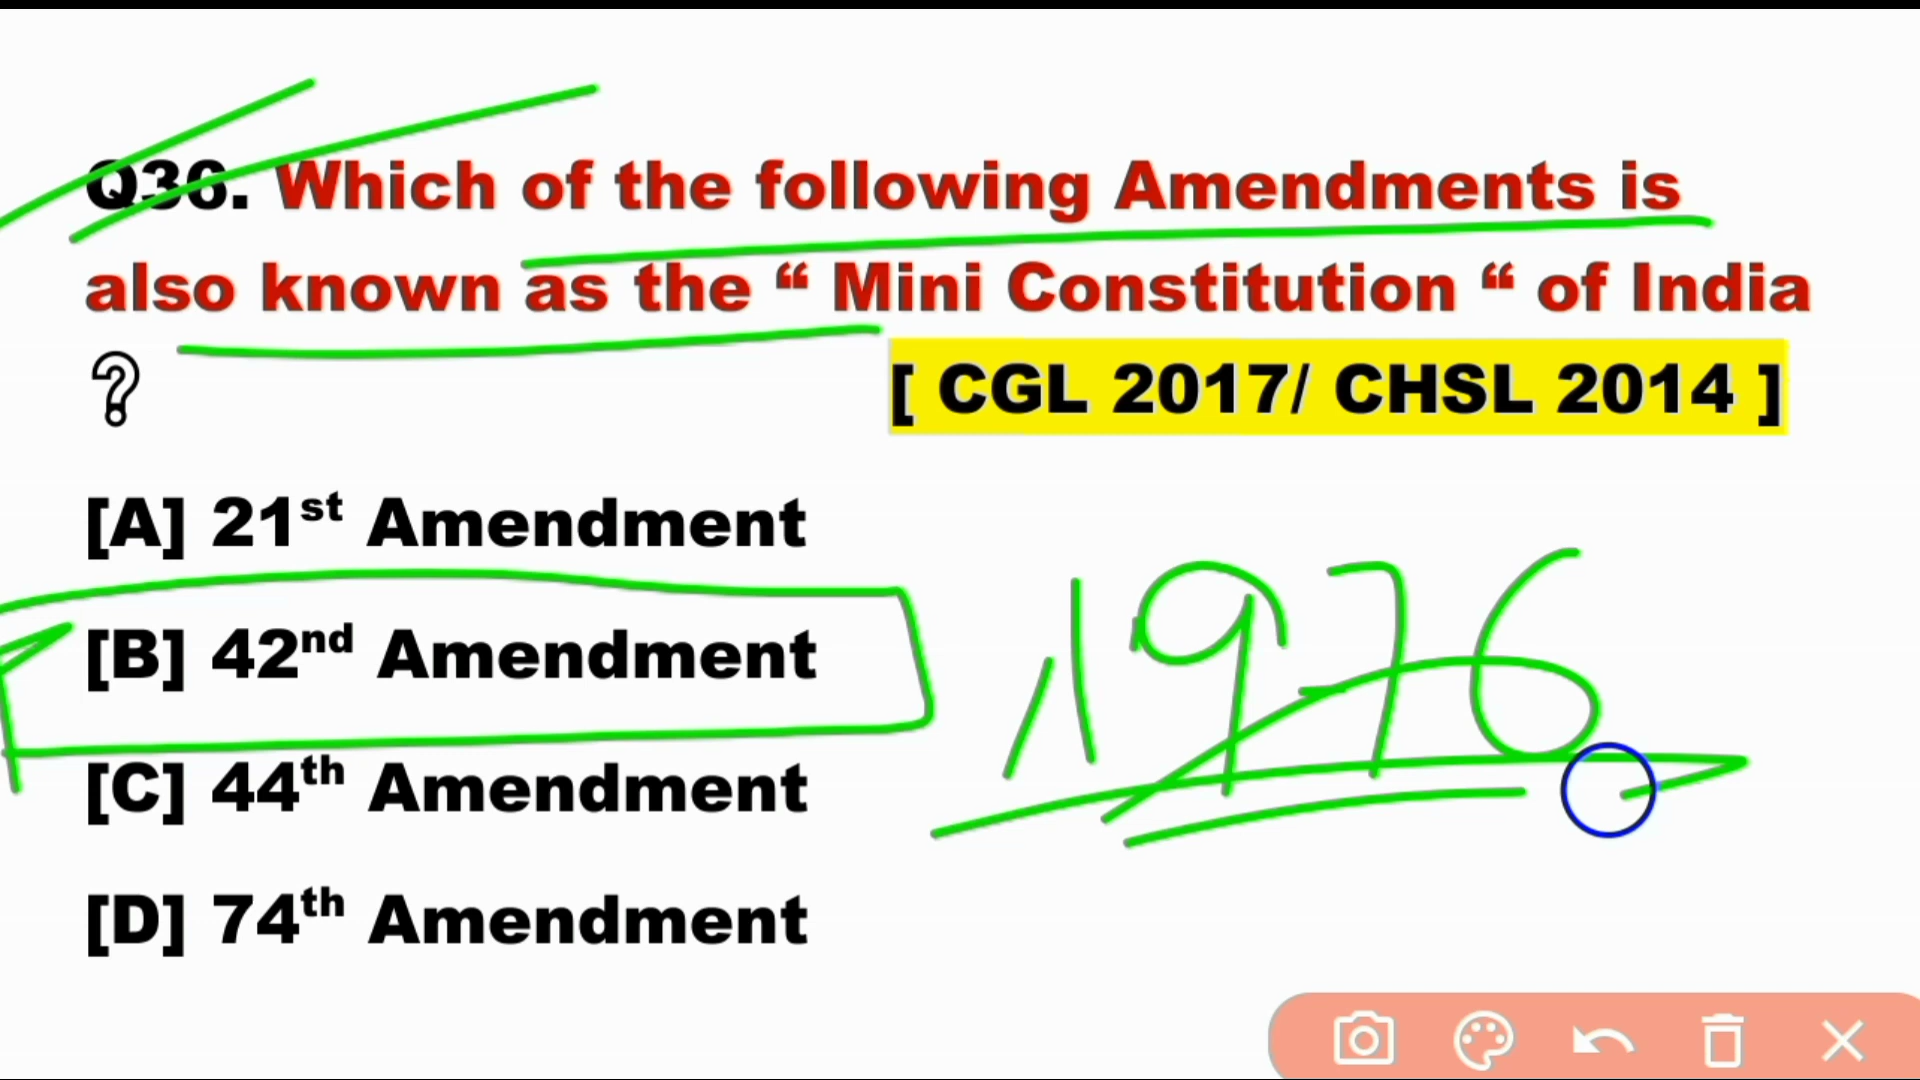 Q36. Which of the following Amendments is
also known as the “ Mini Constitution “ of India
?
[ CGL 2017/ CHSL 2014 ]
[A] 21st Amendment
[B] 42nd Amendment
1976
[C] 44th Amendment
[D] 74th Amendment